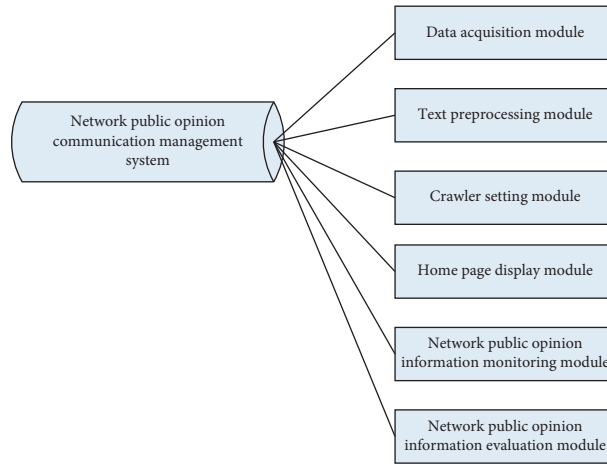 Network public opinion
communication management
system
Data acquisition module
Text preprocessing module
Crawler setting module
Home page display module
Network public opinion
information monitoring module
Network public opinion
information evaluation module